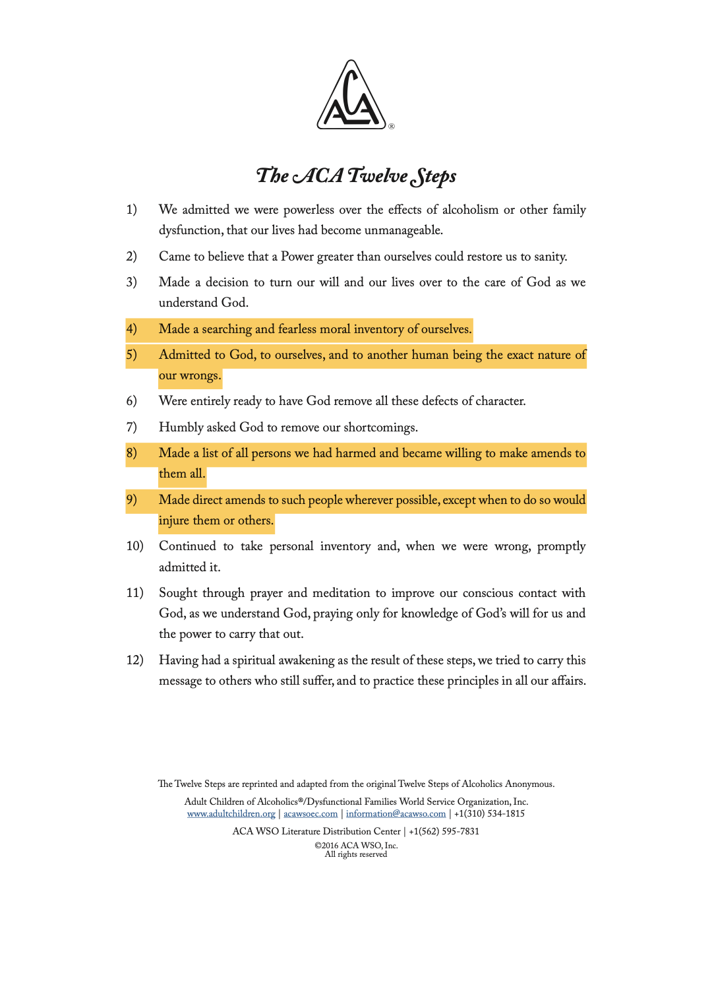 ACA
®
The ACA Twelve Steps
1) We admitted we were powerless over the effects of alcoholism or other family
dysfunction, that our lives had become unmanageable.
2) Came to believe that a Power greater than ourselves could restore us to sanity.
3) Made a decision to turn our will and our lives over to the care of God as we
understand God.
4) Made a searching and fearless moral inventory of ourselves.
5) Admitted to God, to ourselves, and to another human being the exact nature of
our wrongs.
6) Were entirely ready to have God remove all these defects of character.
7) Humbly asked God to remove our shortcomings.
8) Made a list of all persons we had harmed and became willing to make amends to
them all.
9) Made direct amends to such people wherever possible, except when to do so would
injure them or others.
10) Continued to take personal inventory and, when we were wrong, promptly
admitted it.
11) Sought through prayer and meditation to improve our conscious contact with
God, as we understand God, praying only for knowledge of God’s will for us and
the power to carry that out.
12) Having had a spiritual awakening as the result of these steps, we tried to carry this
message to others who still suffer, and to practice these principles in all our affairs.
The Twelve Steps are reprinted and adapted from the original Twelve Steps of Alcoholics Anonymous.
Adult Children of Alcoholics®/Dysfunctional Families World Service Organization, Inc.
www.adultchildren.org | acawsoec.com | information@acawso.com | +1(310) 534-1815
ACA WSO Literature Distribution Center | +1(562) 595-7831
©2016 ACA WSO, Inc.
All rights reserved